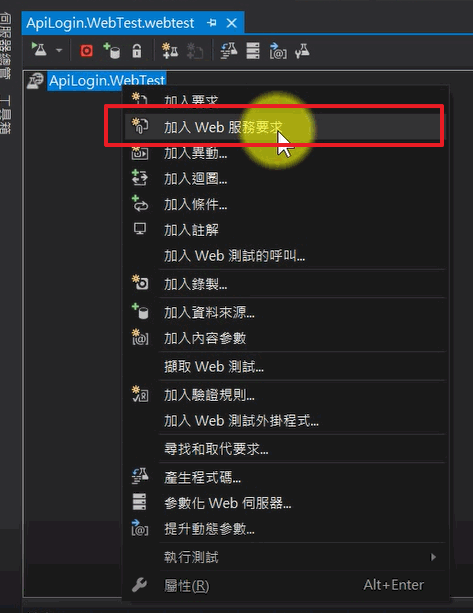 ApiLogin.WebTest.webtest
伺服器總管
工具箱
ApiLogin.WebTest
加入要求
加入 Web 服務要求
加入異動...
加入迴圈...
加入條件...
加入註解
加入 Web 測試的呼叫...
加入錄製...
加入資料來源...
加入內容參數
擷取 Web 測試...
加入驗證規則...
加入 Web 測試外掛程式...
尋找和取代要求...
產生程式碼...
參數化 Web 伺服器...
提升動態參數...
執行測試
屬性(R) Alt+Enter